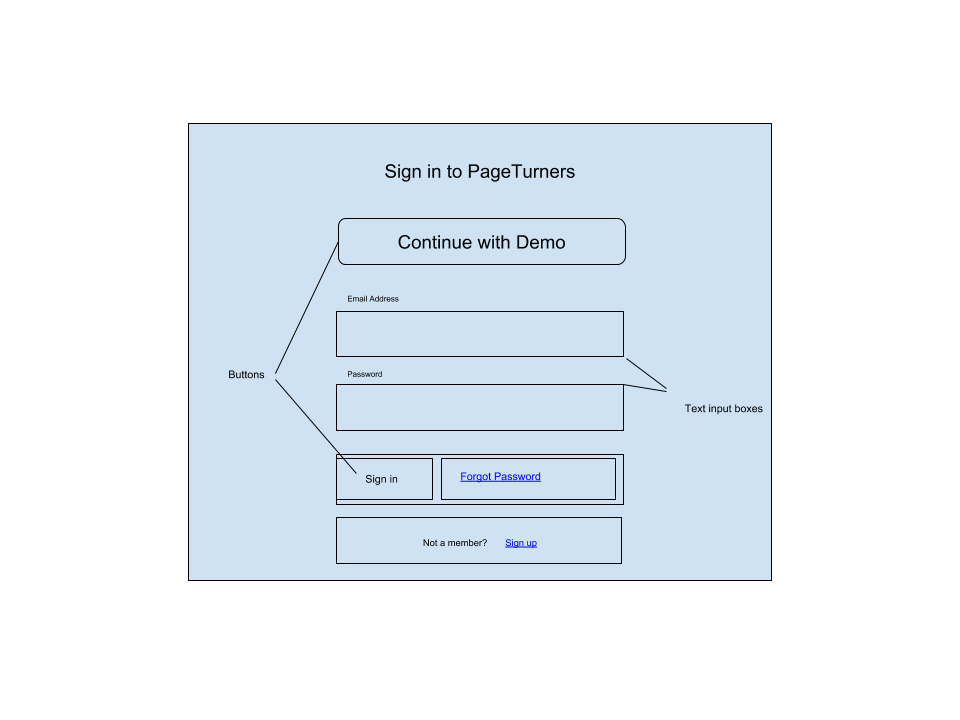 Sign in to PageTurners
Continue with Demo
Email Address
Buttons
Password
Text input boxes
Sign in
Forgot Password
Not a member? Sign up